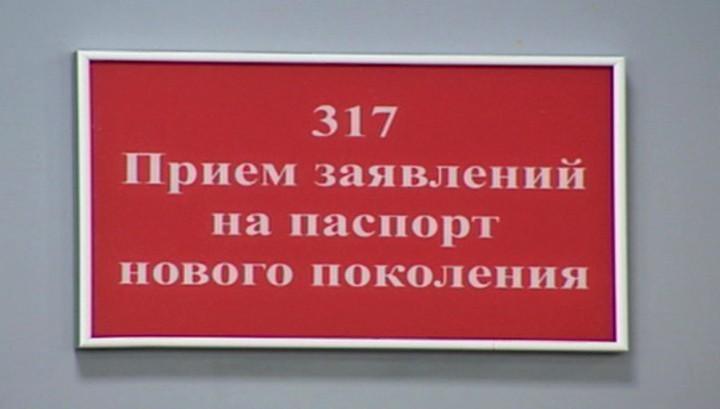 317
Прием заявлений
на паспорт
нового поколения